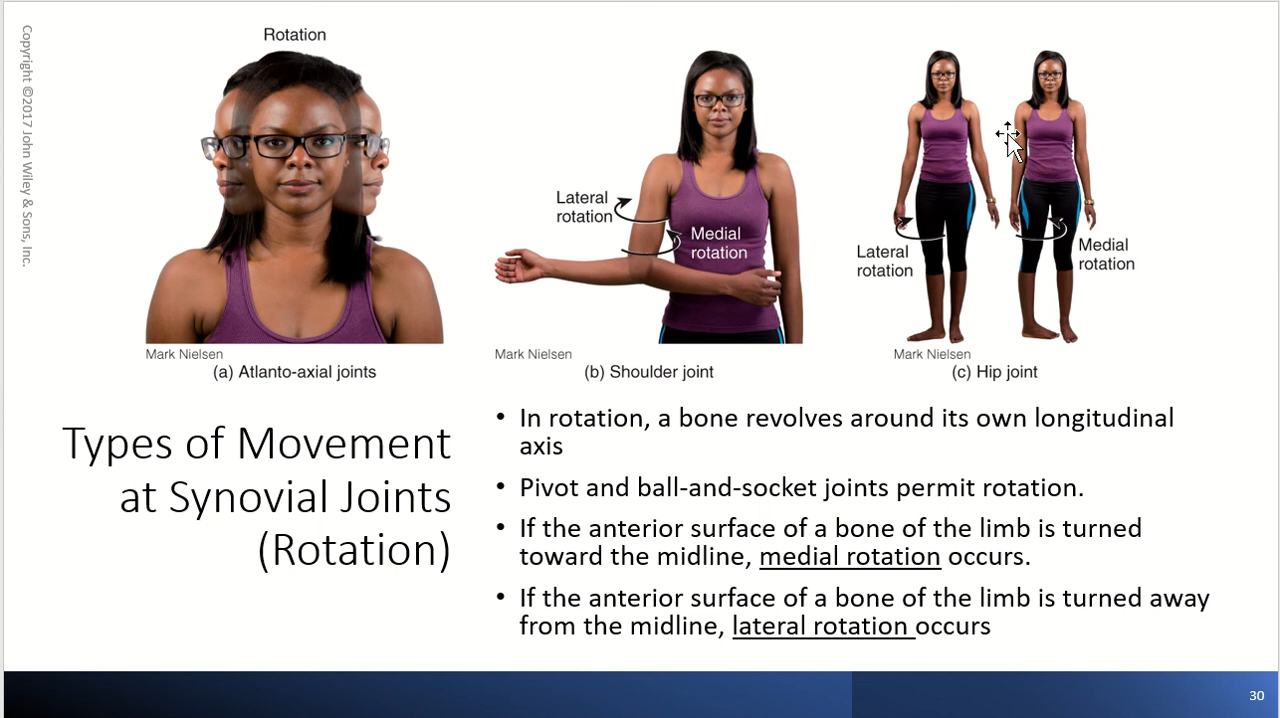 Copyright ©2017 John Wiley & Sons, Inc.
Rotation
Mark Nielsen
(a) Atlanto-axial joints
Lateral
rotation
Medial
rotation
Mark Nielsen
(b) Shoulder joint
Lateral
rotation
Medial
rotation
Mark Nielsen
(c) Hip joint
Types of Movement
at Synovial Joints
(Rotation)
• In rotation, a bone revolves around its own longitudinal
axis
• Pivot and ball-and-socket joints permit rotation.
• If the anterior surface of a bone of the limb is turned
toward the midline, medial rotation occurs.
• If the anterior surface of a bone of the limb is turned away
from the midline, lateral rotation occurs
30